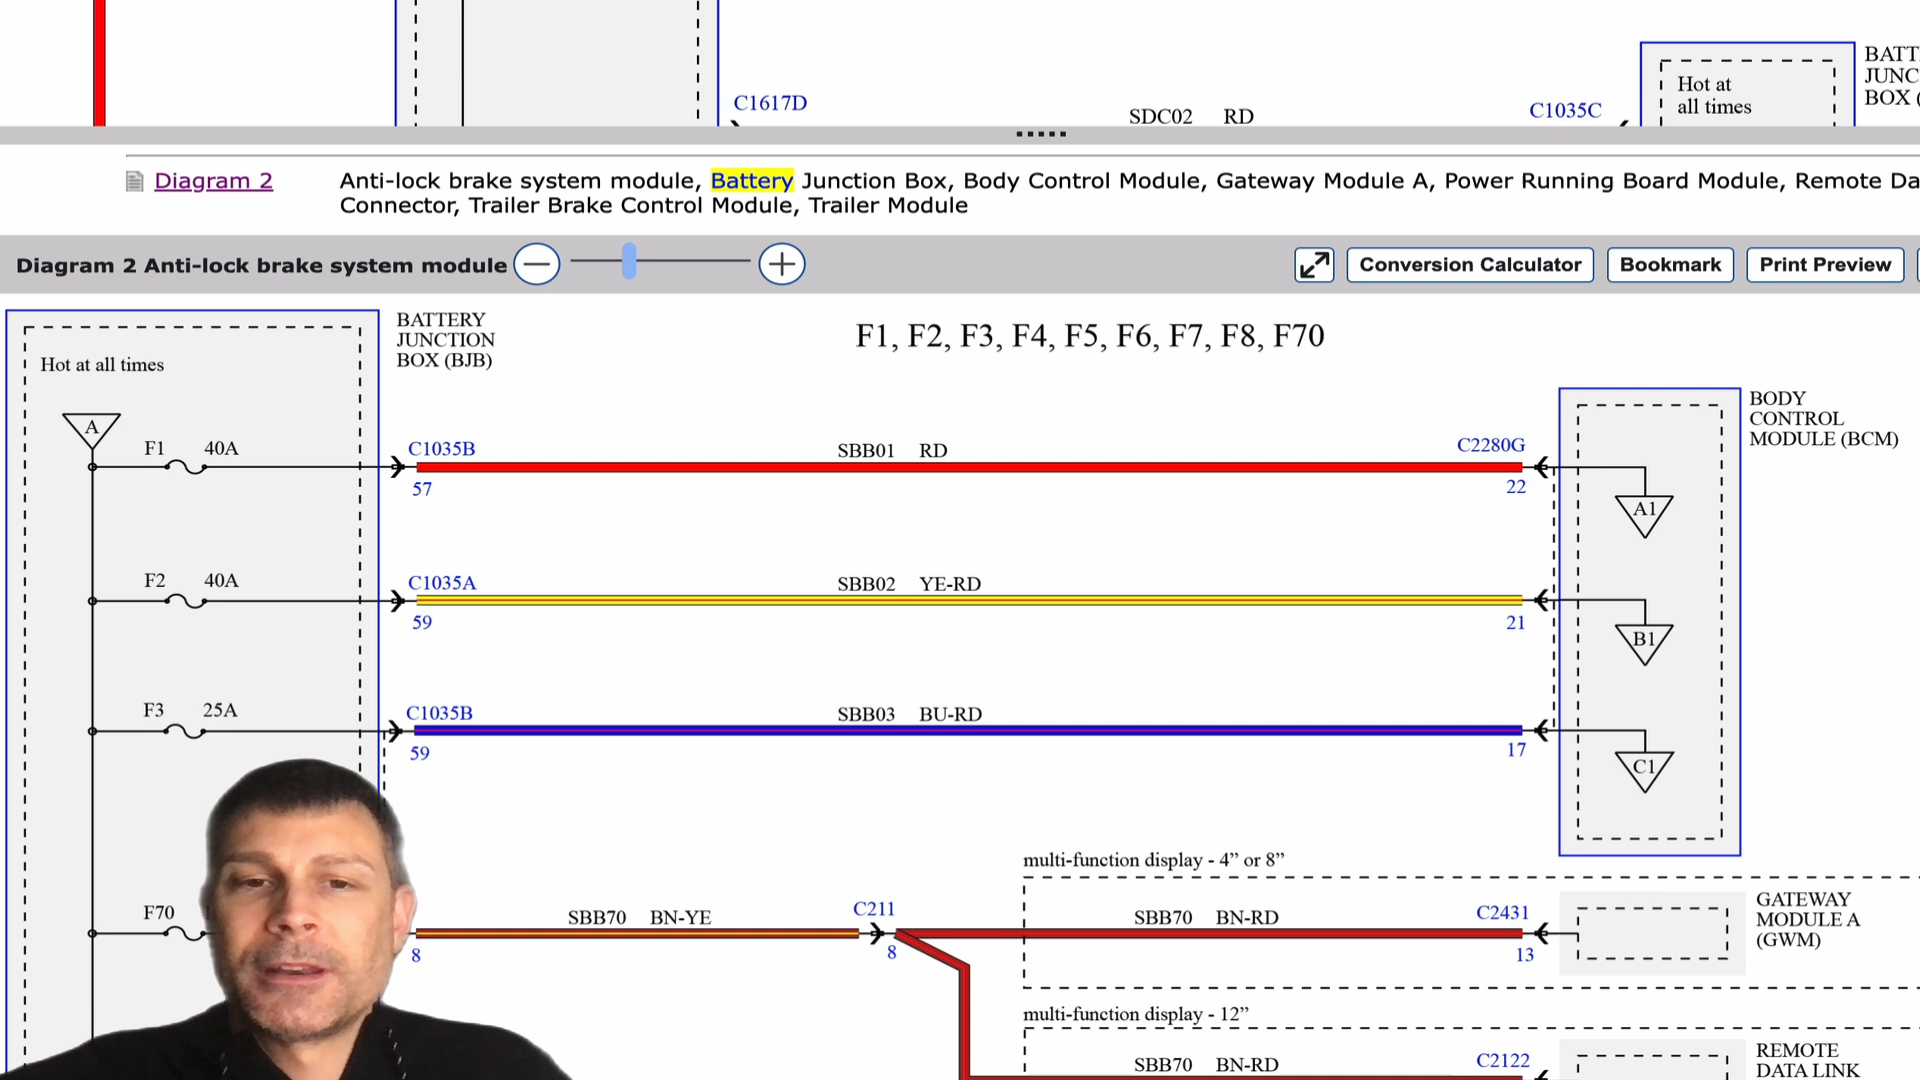 C1617D
SDC02 RD
C1035C
Hot at
all times
Diagram 2
Anti-lock brake system module, Battery Junction Box, Body Control Module, Gateway Module A, Power Running Board Module, Remote
Connector, Trailer Brake Control Module, Trailer Module
Diagram 2 Anti-lock brake system module
Conversion Calculator
Bookmark
Print Preview
BATTERY
JUNCTION
BOX (BJB)
F1, F2, F3, F4, F5, F6, F7, F8, F70
Hot at all times
A
F1 40A
C1035B
57
SBB01 RD
C2280G
22
BODY
CONTROL
MODULE (BCM)
A1
F2 40A
C1035A
59
SBB02 YE-RD
21
B1
F3 25A
C1035B
59
SBB03 BU-RD
17
C1
multi-function display - 4” or 8”
F70
8
SBB70 BN-YE
C211
8
SBB70 BN-RD
C2431
13
GATEWAY
MODULE A
(GWM)
multi-function display - 12”
SBB70 BN-RD
C2122
REMOTE
DATA LINK